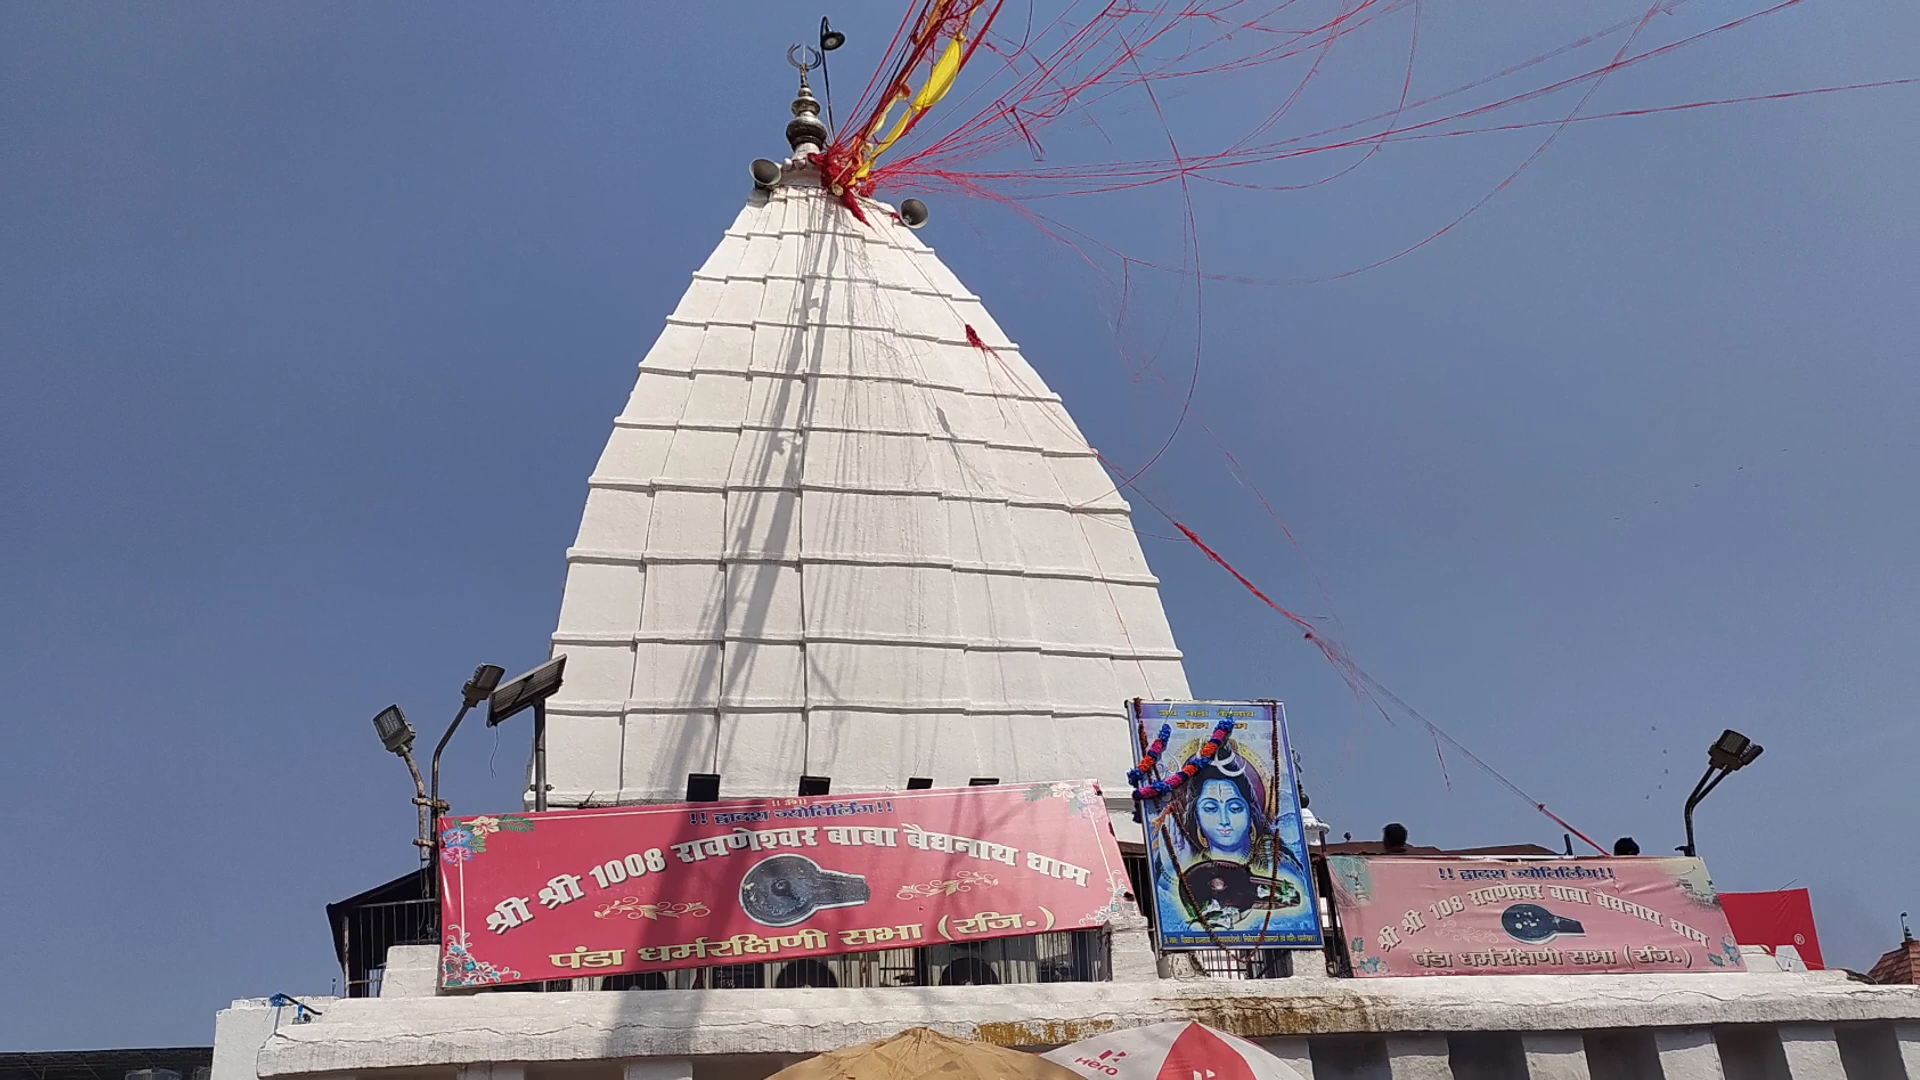 !! ॐ !!
!! द्वादश ज्योतिर्लिंग !!
श्री श्री 1008 रावणेश्वर बाबा बैद्यनाथ धाम
पंडा धर्मरक्षिणी सभा (रजि.)
!! द्वादश ज्योतिर्लिंग !!
श्री श्री 108 रावणेश्वर बाबा बैद्यनाथ धाम
पंडा धर्मरक्षिणी सभा (रजि.)
Hero